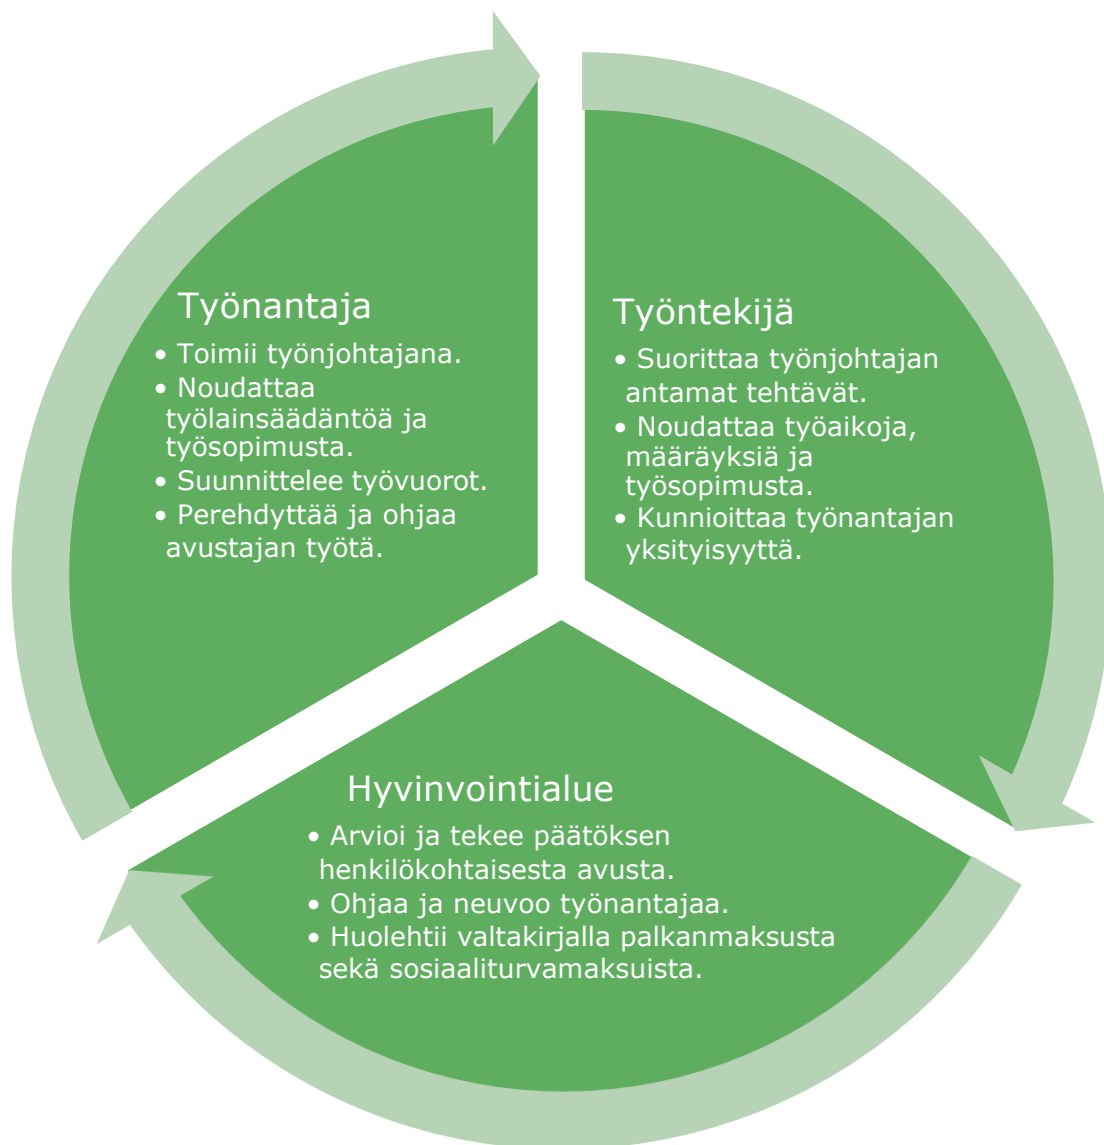 Työnantaja
• Toimii työnjohtajana.
• Noudattaa
työlainsäädäntöä ja
työsopimusta.
• Suunnittelee työvuorot.
• Perehdyttää ja ohjaa
avustajan työtä.
Työntekijä
• Suorittaa työnjohtajan
antamat tehtävät.
• Noudattaa työaikoja,
määräyksiä ja
työsopimusta.
• Kunnioittaa työnantajan
yksityisyyttä.
Hyvinvointialue
• Arvioi ja tekee päätöksen
henkilökohtaisesta avusta.
• Ohjaa ja neuvoo työnantajaa.
• Huolehtii valtakirjalla palkanmaksusta
sekä sosiaaliturvamaksuista.